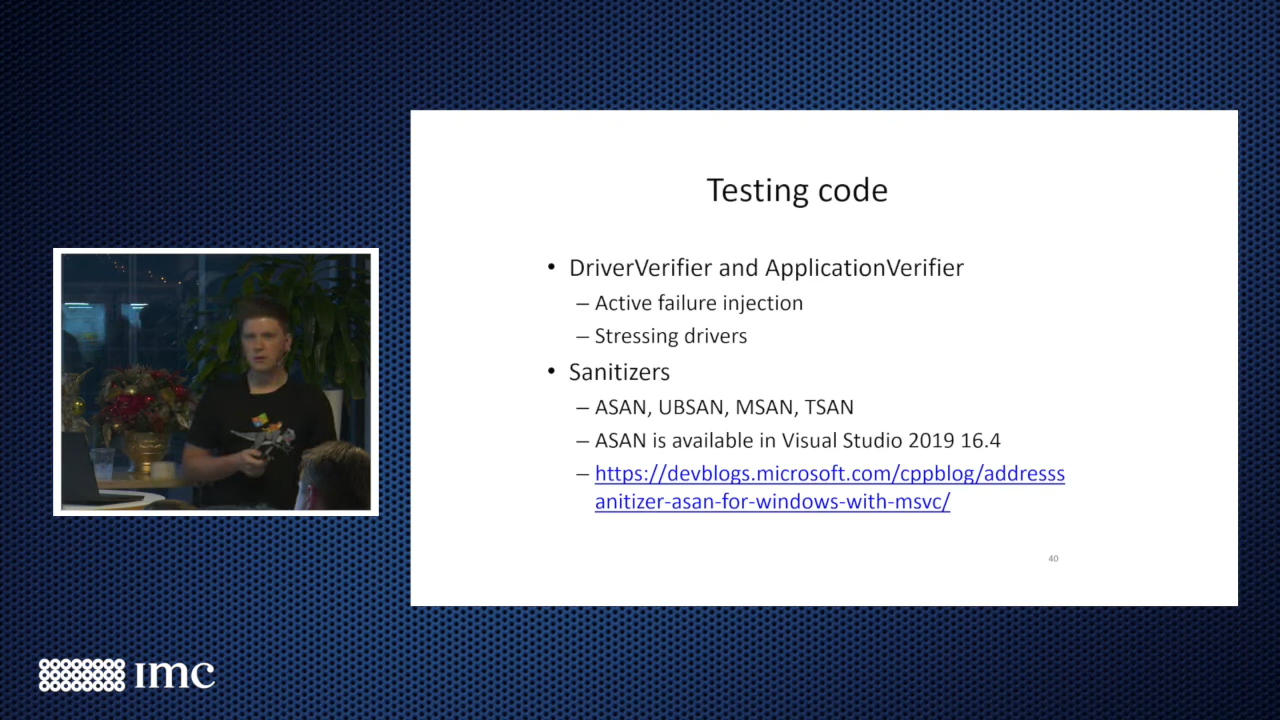 Testing code
• DriverVerifier and ApplicationVerifier
– Active failure injection
– Stressing drivers
• Sanitizers
– ASAN, UBSAN, MSAN, TSAN
– ASAN is available in Visual Studio 2019 16.4
– https://devblogs.microsoft.com/cppblog/addresss
anitizer-asan-for-windows-with-msvc/
40
imc